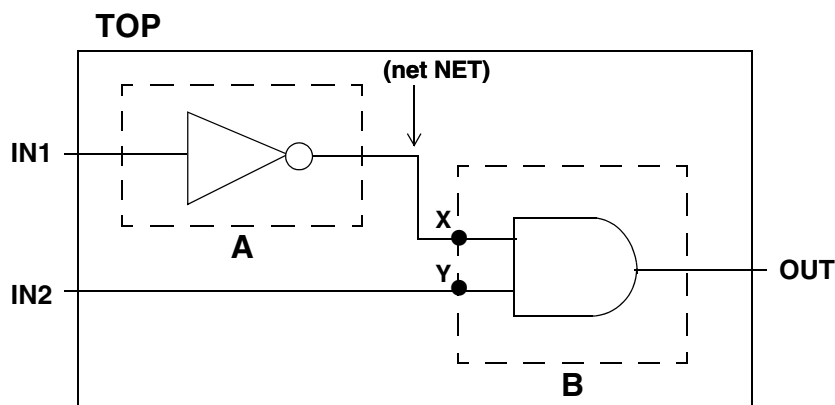 TOP
(net NET)
IN1
X
A
Y
OUT
IN2
B